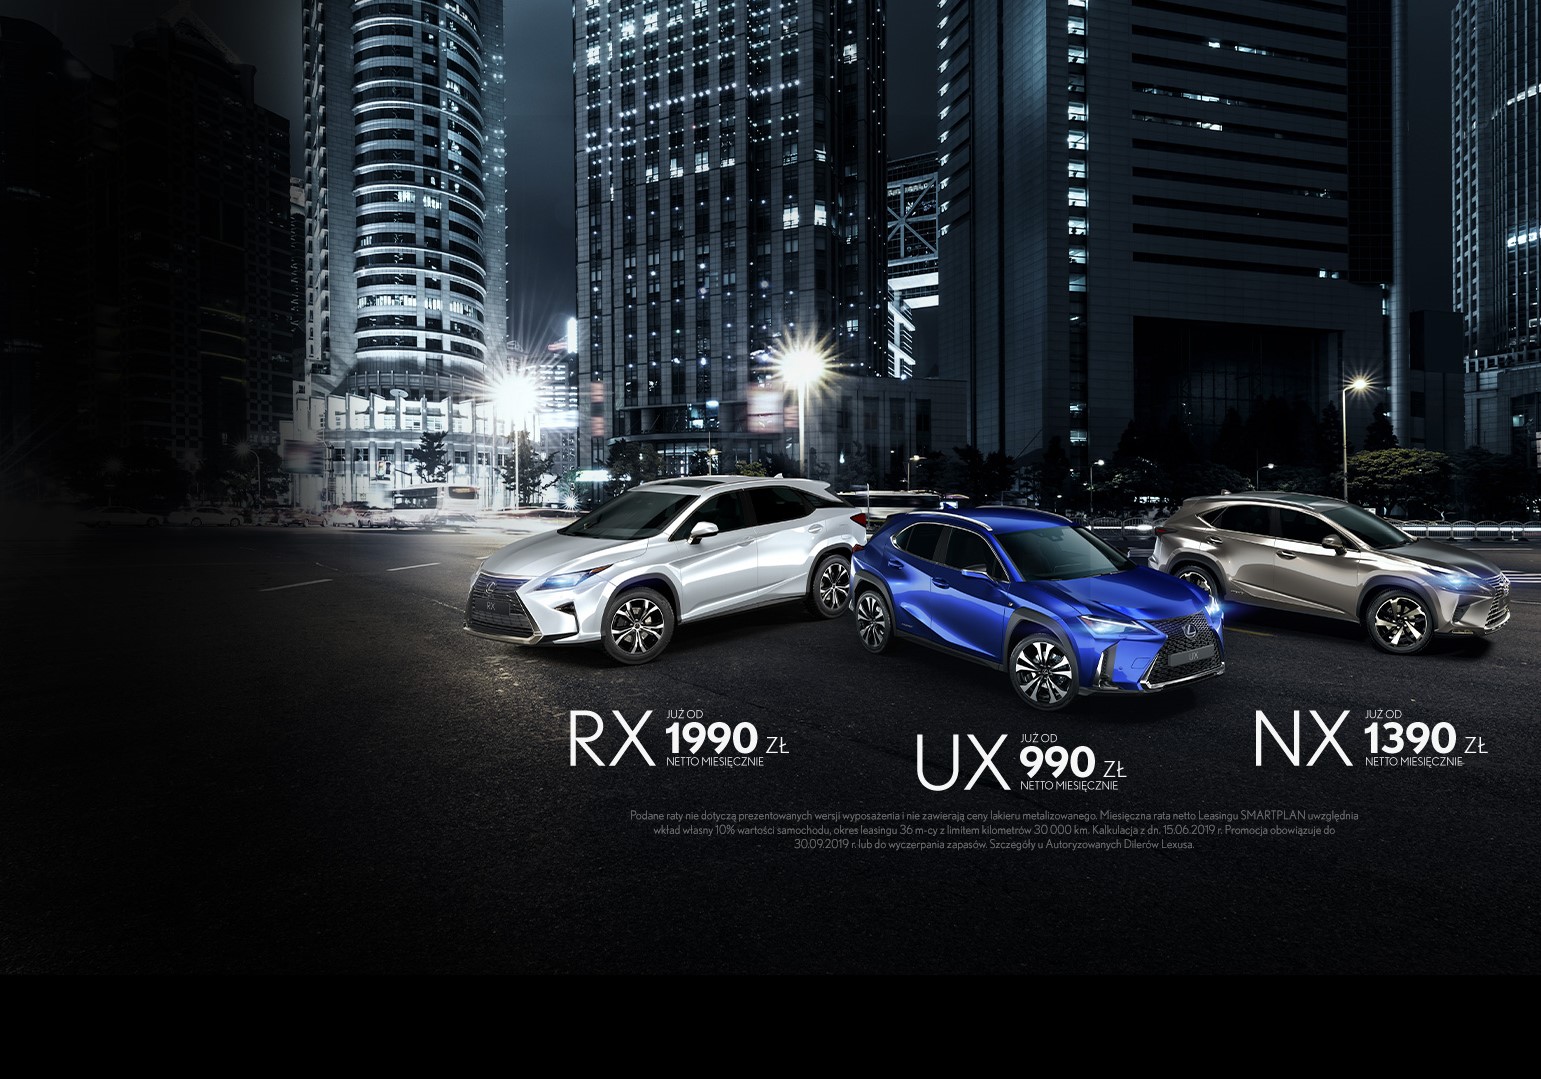 RX JUŻ OD
1990 ZŁ
NETTO MIESIĘCZNIE
UX JUŻ OD
990 ZŁ
NETTO MIESIĘCZNIE
NX JUŻ OD
1390 ZŁ
NETTO MIESIĘCZNIE
Podane raty nie dotyczą prezentowanych wersji wyposażenia i nie zawierają ceny lakieru metalizowanego. Miesięczna rata netto Leasingu SMARTPLAN uwzględnia
wkład własny 10% wartości samochodu, okres leasingu 36 m-cy z limitem kilometrów 30 000 km. Kalkulacja z dn. 15.06.2019 r. Promocja obowiązuje do
30.09.2019 r. lub do wyczerpania zapasów. Szczegóły u Autoryzowanych Dilerów Lexusa.
RX
UX